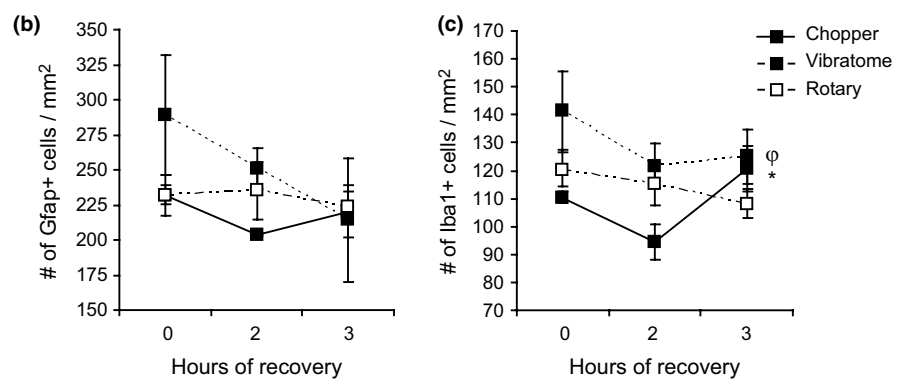 (b)
# of Gfap+ cells / mm2
350
325
300
275
250
225
200
175
150
0 2 3
Hours of recovery
(c)
# of Iba1+ cells / mm2
170
160
150
140
130
120
110
100
90
80
70
φ
*
0 2 3
Hours of recovery
Chopper
Vibratome
Rotary